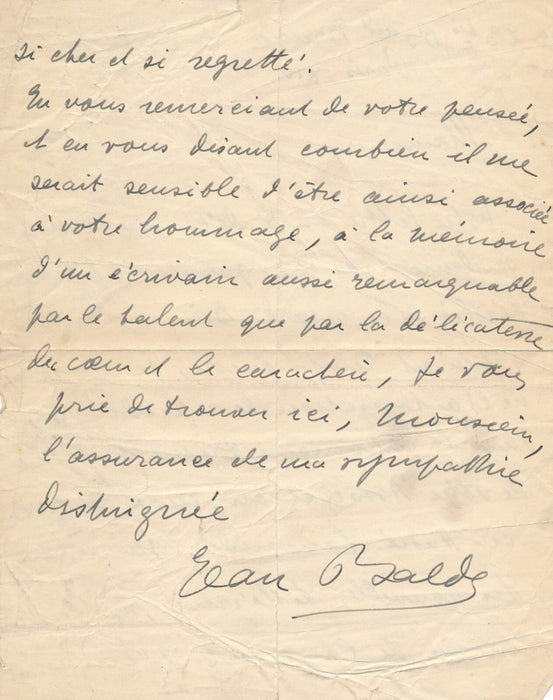 si cher et si regretté.
En vous remerciant de votre pensée,
et en vous disant combien il me
serait sensible d'être ainsi associée
à votre hommage, à la mémoire
d'un écrivain aussi remarquable
par le talent que par la délicatesse
du cœur et le caractère, je vous
prie de trouver ici, Monsieur,
l'assurance de ma sympathie
distinguée
Jean Balde